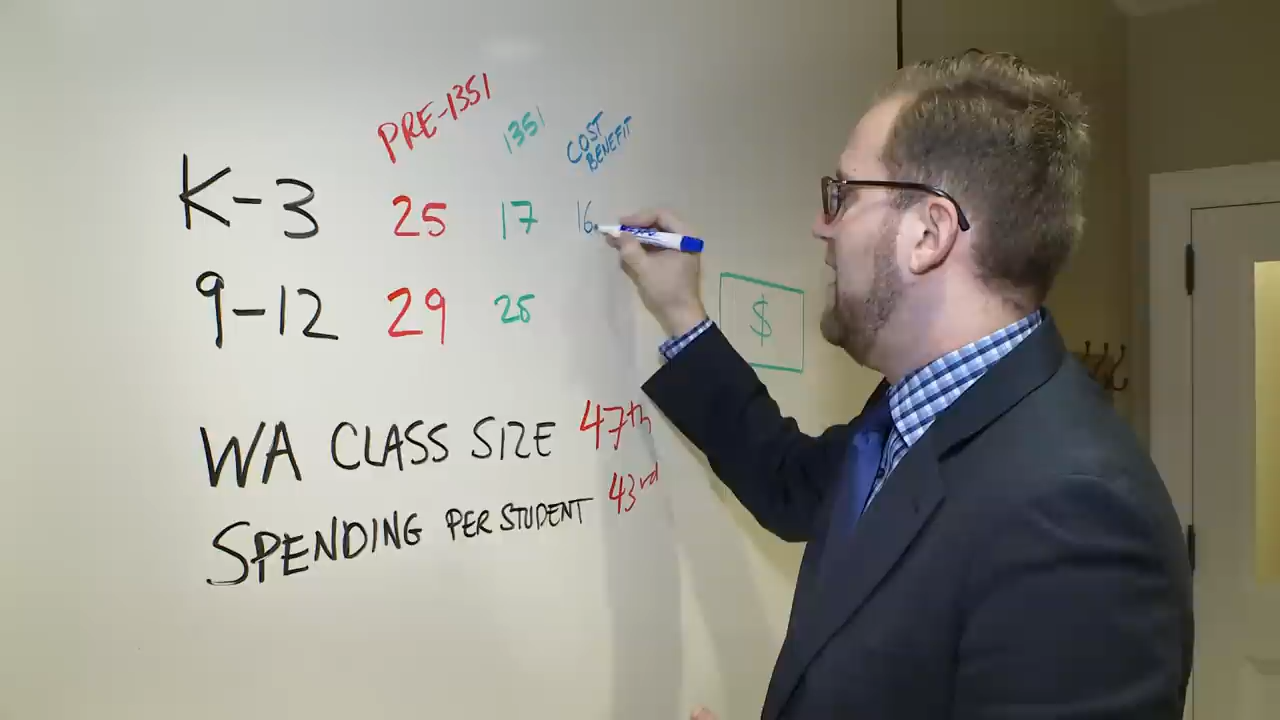 PRE-1351 1351 COST BENEFIT
K-3 25 17 16
9-12 29 25
$
WA CLASS SIZE 47th
SPENDING PER STUDENT 43rd